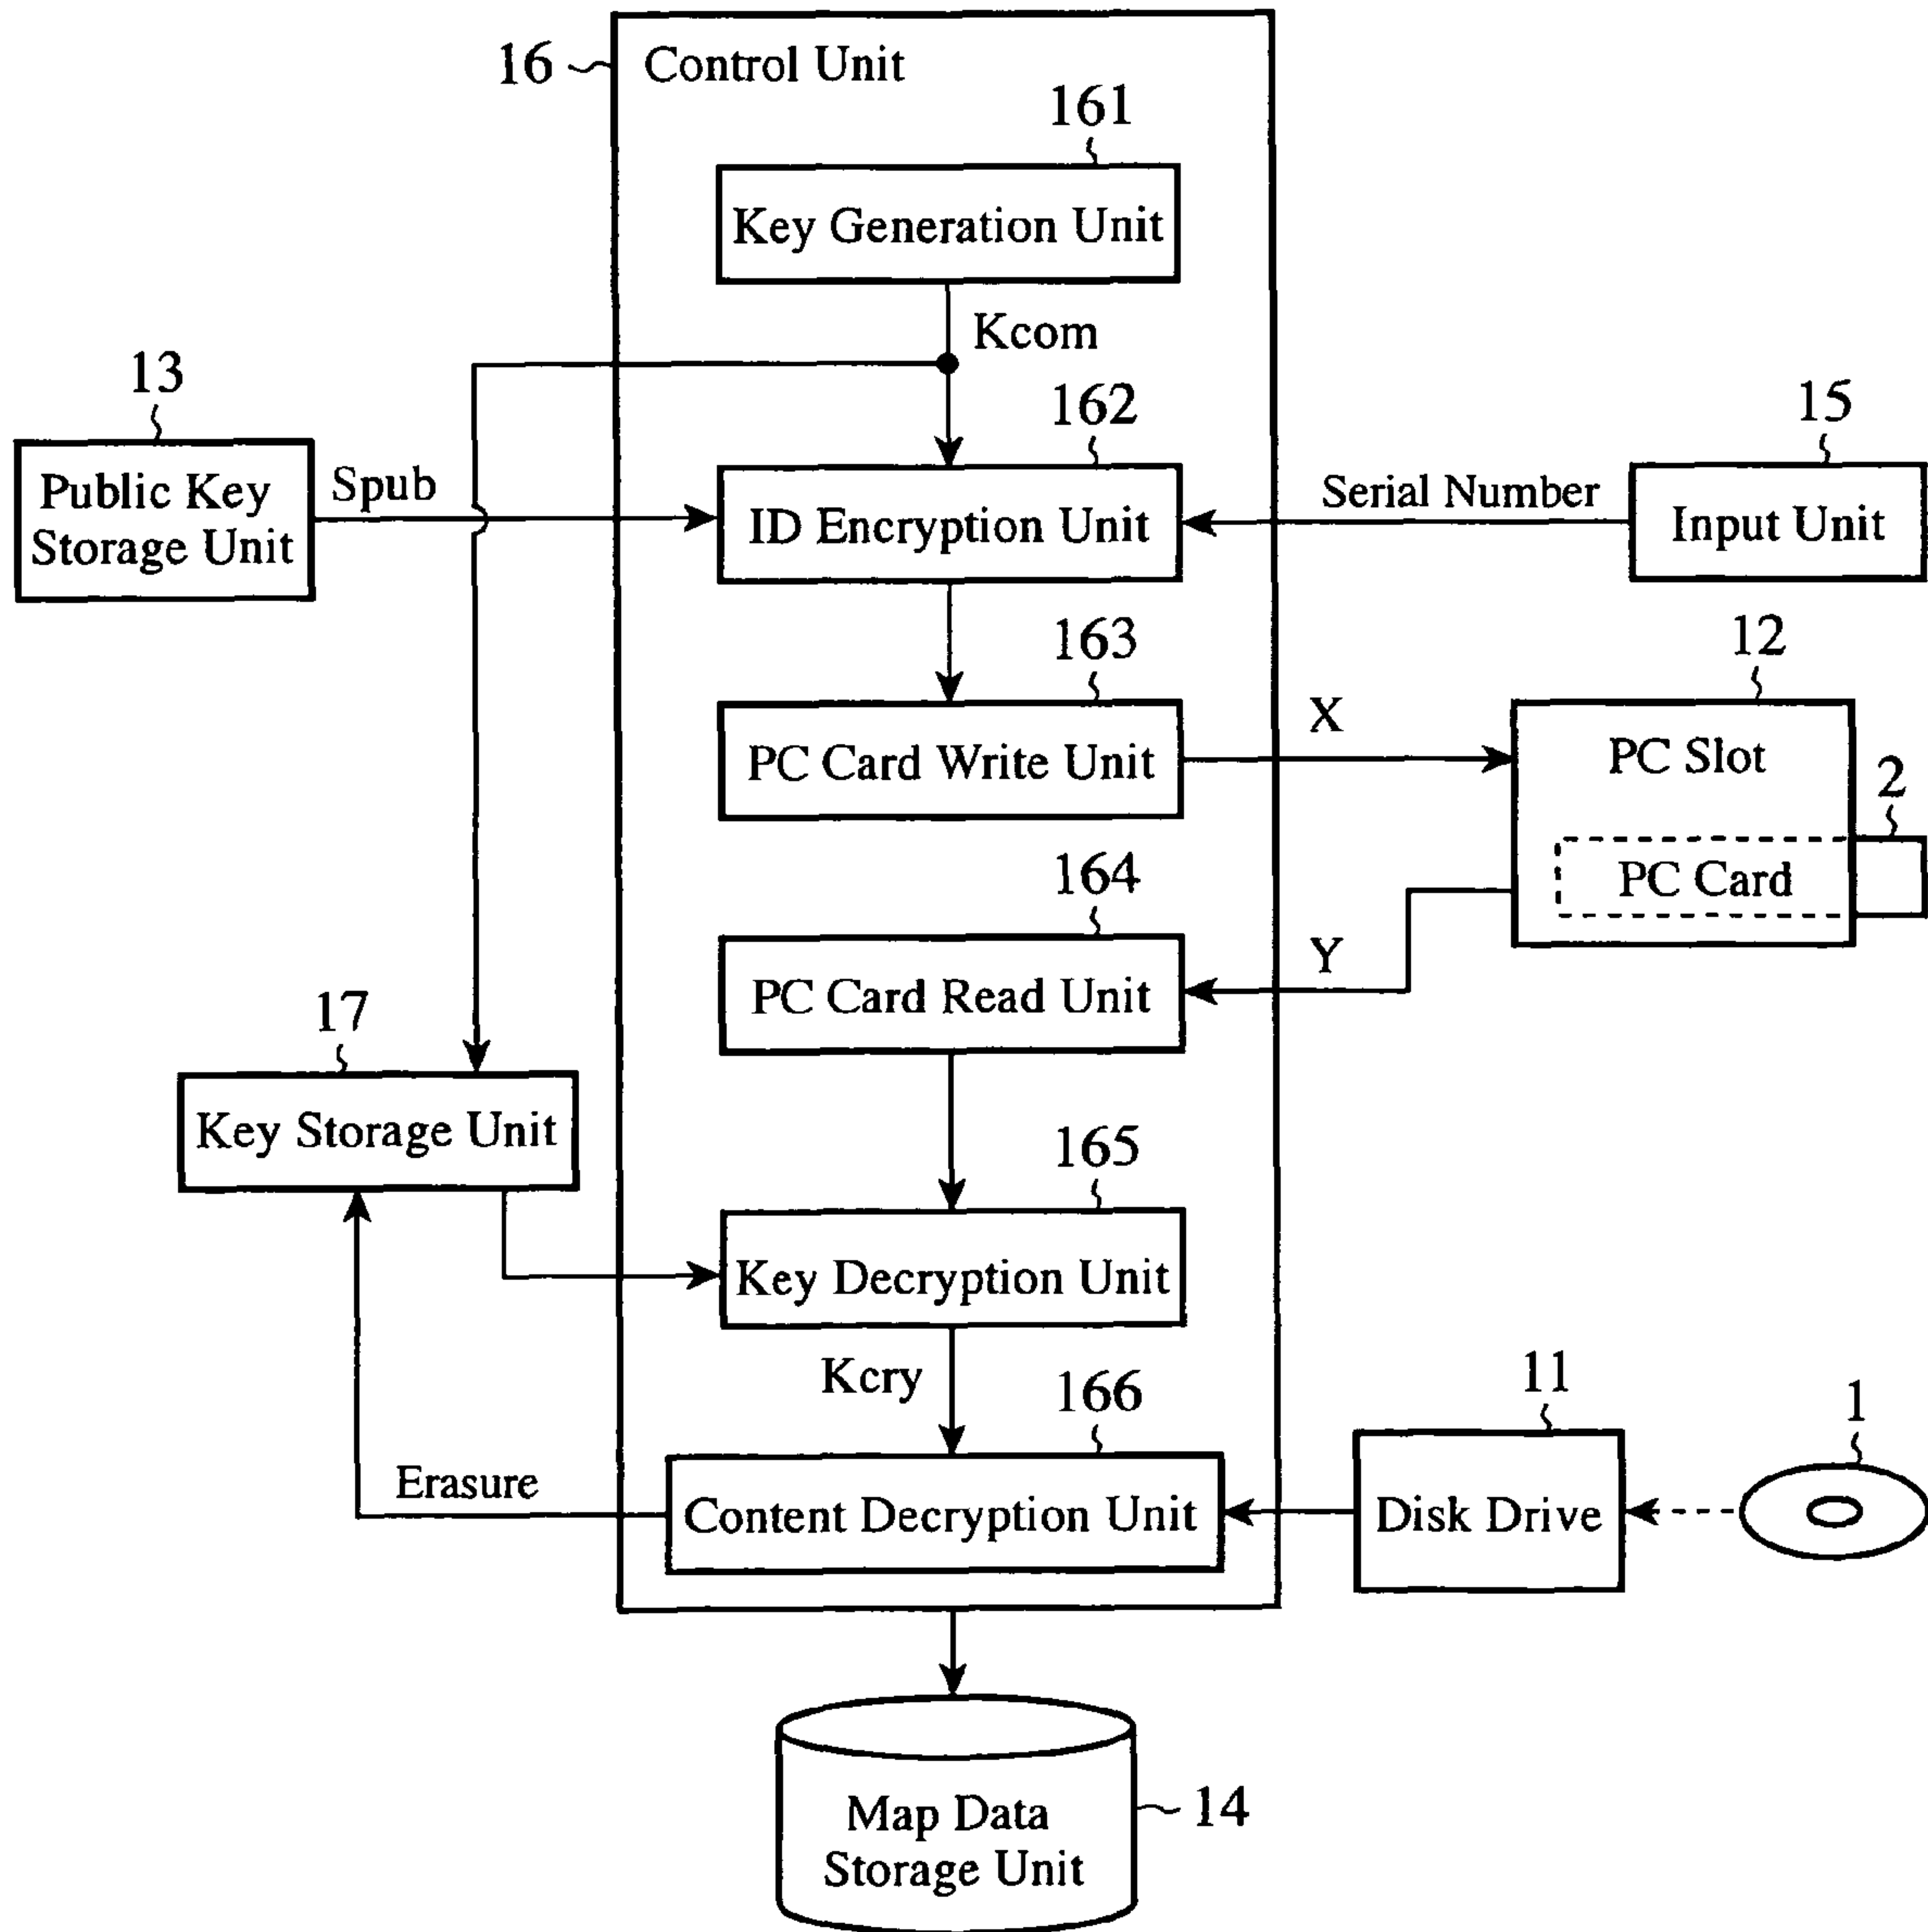 16
Control Unit
161
Key Generation Unit
Kcom
13
162
15
Public Key
Storage Unit
Spub
ID Encryption Unit
Serial Number
Input Unit
163
12
PC Card Write Unit
X
PC Slot
2
PC Card
164
PC Card Read Unit
Y
17
Key Storage Unit
165
Key Decryption Unit
Kcry
166
11
1
Erasure
Content Decryption Unit
Disk Drive
Map Data
Storage Unit
14